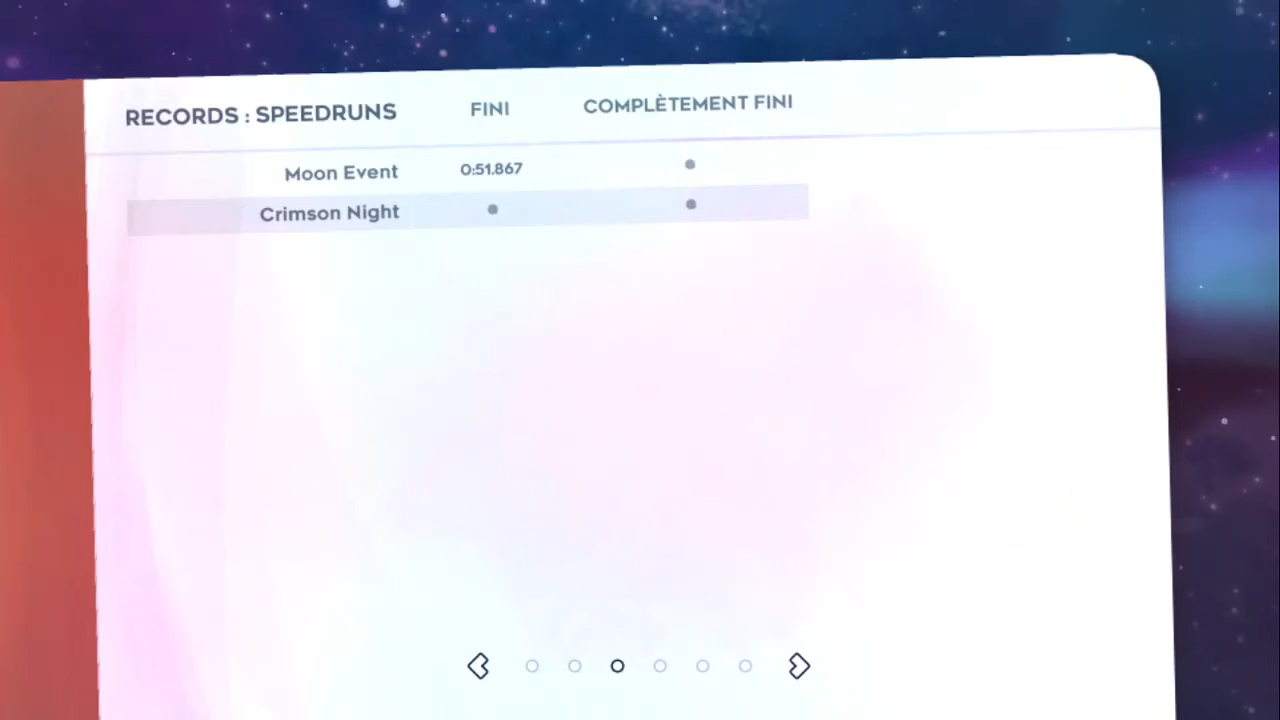 RECORDS : SPEEDRUNS FINI COMPLÈTEMENT FINI
Moon Event 0:51.867 •
Crimson Night • •